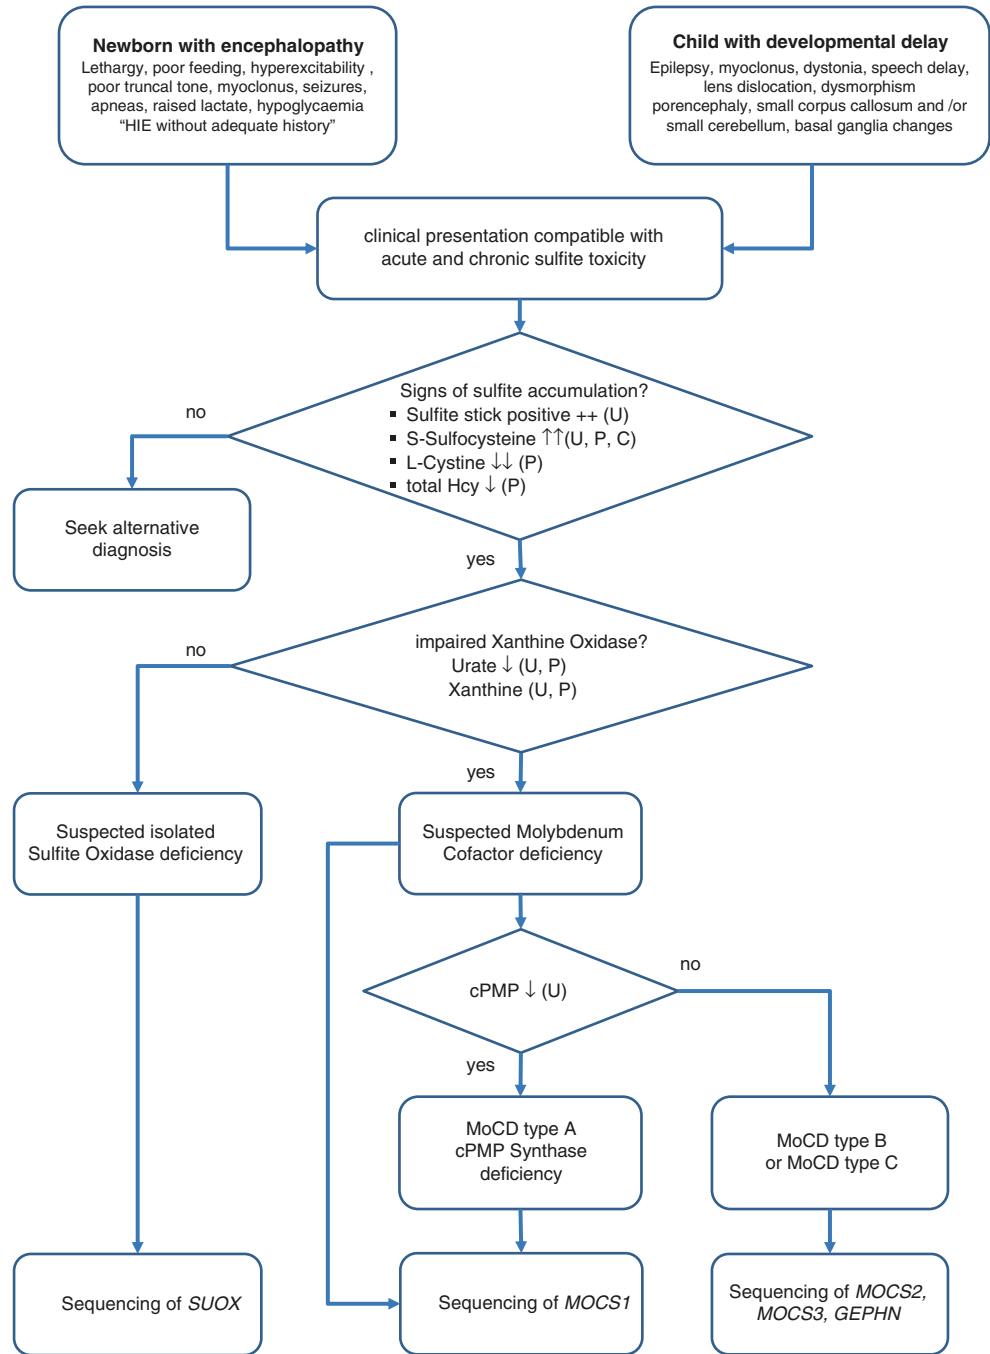 Newborn with encephalopathy
Lethargy, poor feeding, hyperexcitability ,
poor truncal tone, myoclonus, seizures,
apneas, raised lactate, hypoglycaemia
“HIE without adequate history”
Child with developmental delay
Epilepsy, myoclonus, dystonia, speech delay,
lens dislocation, dysmorphism
porencephaly, small corpus callosum and /or
small cerebellum, basal ganglia changes
clinical presentation compatible with
acute and chronic sulfite toxicity
Signs of sulfite accumulation?
▪ Sulfite stick positive ++ (U)
▪ S-Sulfocysteine ↑↑(U, P, C)
▪ L-Cystine ↓↓ (P)
▪ total Hcy ↓ (P)
no
Seek alternative
diagnosis
yes
impaired Xanthine Oxidase?
Urate ↓ (U, P)
Xanthine (U, P)
no
yes
Suspected isolated
Sulfite Oxidase deficiency
Suspected Molybdenum
Cofactor deficiency
cPMP ↓ (U)
no
yes
MoCD type A
cPMP Synthase
deficiency
MoCD type B
or MoCD type C
Sequencing of SUOX
Sequencing of MOCS1
Sequencing of MOCS2,
MOCS3, GEPHN